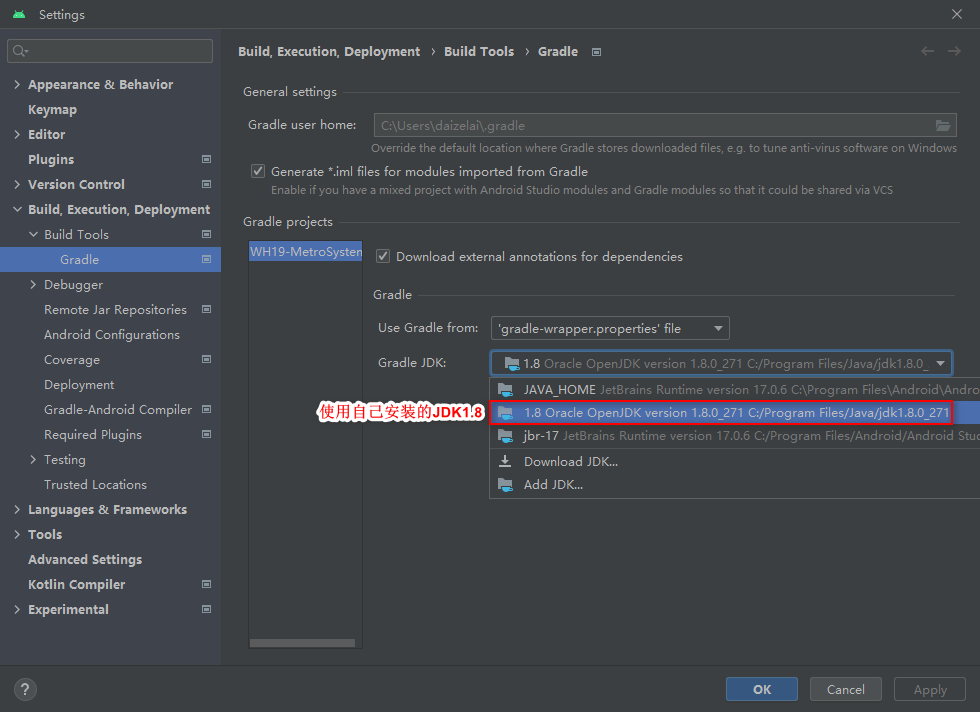 Settings
Build, Execution, Deployment › Build Tools › Gradle
Appearance & Behavior
Keymap
Editor
Plugins
Version Control
Build, Execution, Deployment
Build Tools
Gradle
Debugger
Remote Jar Repositories
Android Configurations
Coverage
Deployment
Gradle-Android Compiler
Required Plugins
Testing
Trusted Locations
Languages & Frameworks
Tools
Advanced Settings
Kotlin Compiler
Experimental
General settings
Gradle user home: C:\Users\daizelai\.gradle
Override the default location where Gradle stores downloaded files, e.g. to tune anti-virus software on Windows
Generate *.iml files for modules imported from Gradle
Enable if you have a mixed project with Android Studio modules and Gradle modules so that it could be shared via VCS
Gradle projects
WH19-MetroSystem
Download external annotations for dependencies
Gradle
Use Gradle from: 'gradle-wrapper.properties' file
Gradle JDK: 1.8 Oracle OpenJDK version 1.8.0_271 C:/Program Files/Java/jdk1.8.0_
JAVA_HOME JetBrains Runtime version 17.0.6 C:\Program Files\Android\Andro
使用自己安装的JDK1.8
1.8 Oracle OpenJDK version 1.8.0_271 C:/Program Files/Java/jdk1.8.0_271
jbr-17 JetBrains Runtime version 17.0.6 C:/Program Files/Android/Android Stud
Download JDK...
Add JDK...
?
OK
Cancel
Apply